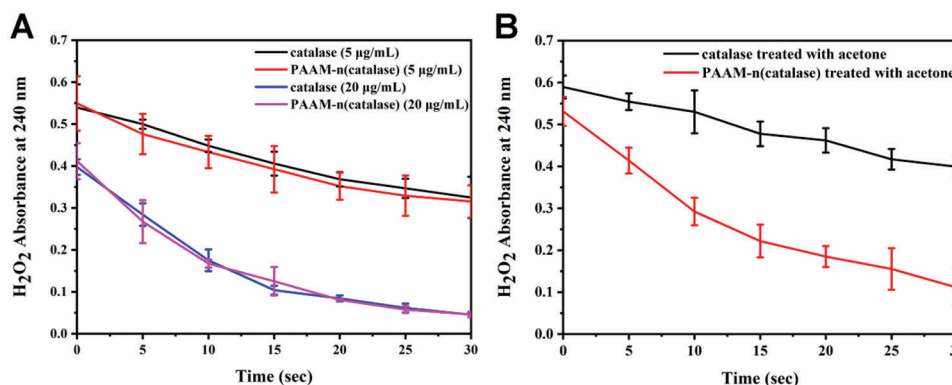 A
catalase (5 µg/mL)
PAAM-n(catalase) (5 µg/mL)
catalase (20 µg/mL)
PAAM-n(catalase) (20 µg/mL)
H₂O₂ Absorbance at 240 nm
0.7
0.6
0.5
0.4
0.3
0.2
0.1
0.0
0 5 10 15 20 25 30
Time (sec)
B
catalase treated with acetone
PAAM-n(catalase) treated with acetone
H₂O₂ Absorbance at 240 nm
0.7
0.6
0.5
0.4
0.3
0.2
0.1
0.0
0 5 10 15 20 25
Time (sec)